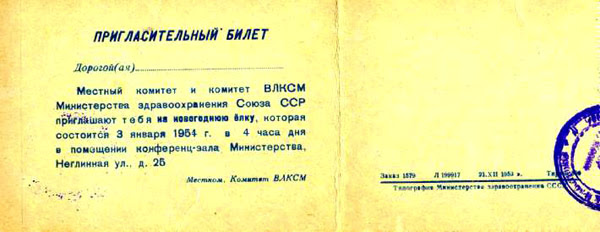 ПРИГЛАСИТЕЛЬНЫЙ БИЛЕТ
Дорогой(ая)
Местный комитет и комитет ВЛКСМ
Министерства здравоохранения Союза ССР
приглашают тебя на новогоднюю ёлку, которая
состоится 3 января 1954 г. в 4 часа дня
в помещении конференц-зала Министерства,
Неглинная ул., д. 25
Местком, Комитет ВЛКСМ
Заказ 1579 Л 199917 21.XII 1953 г.
Типография Министерства здравоохранения СССР